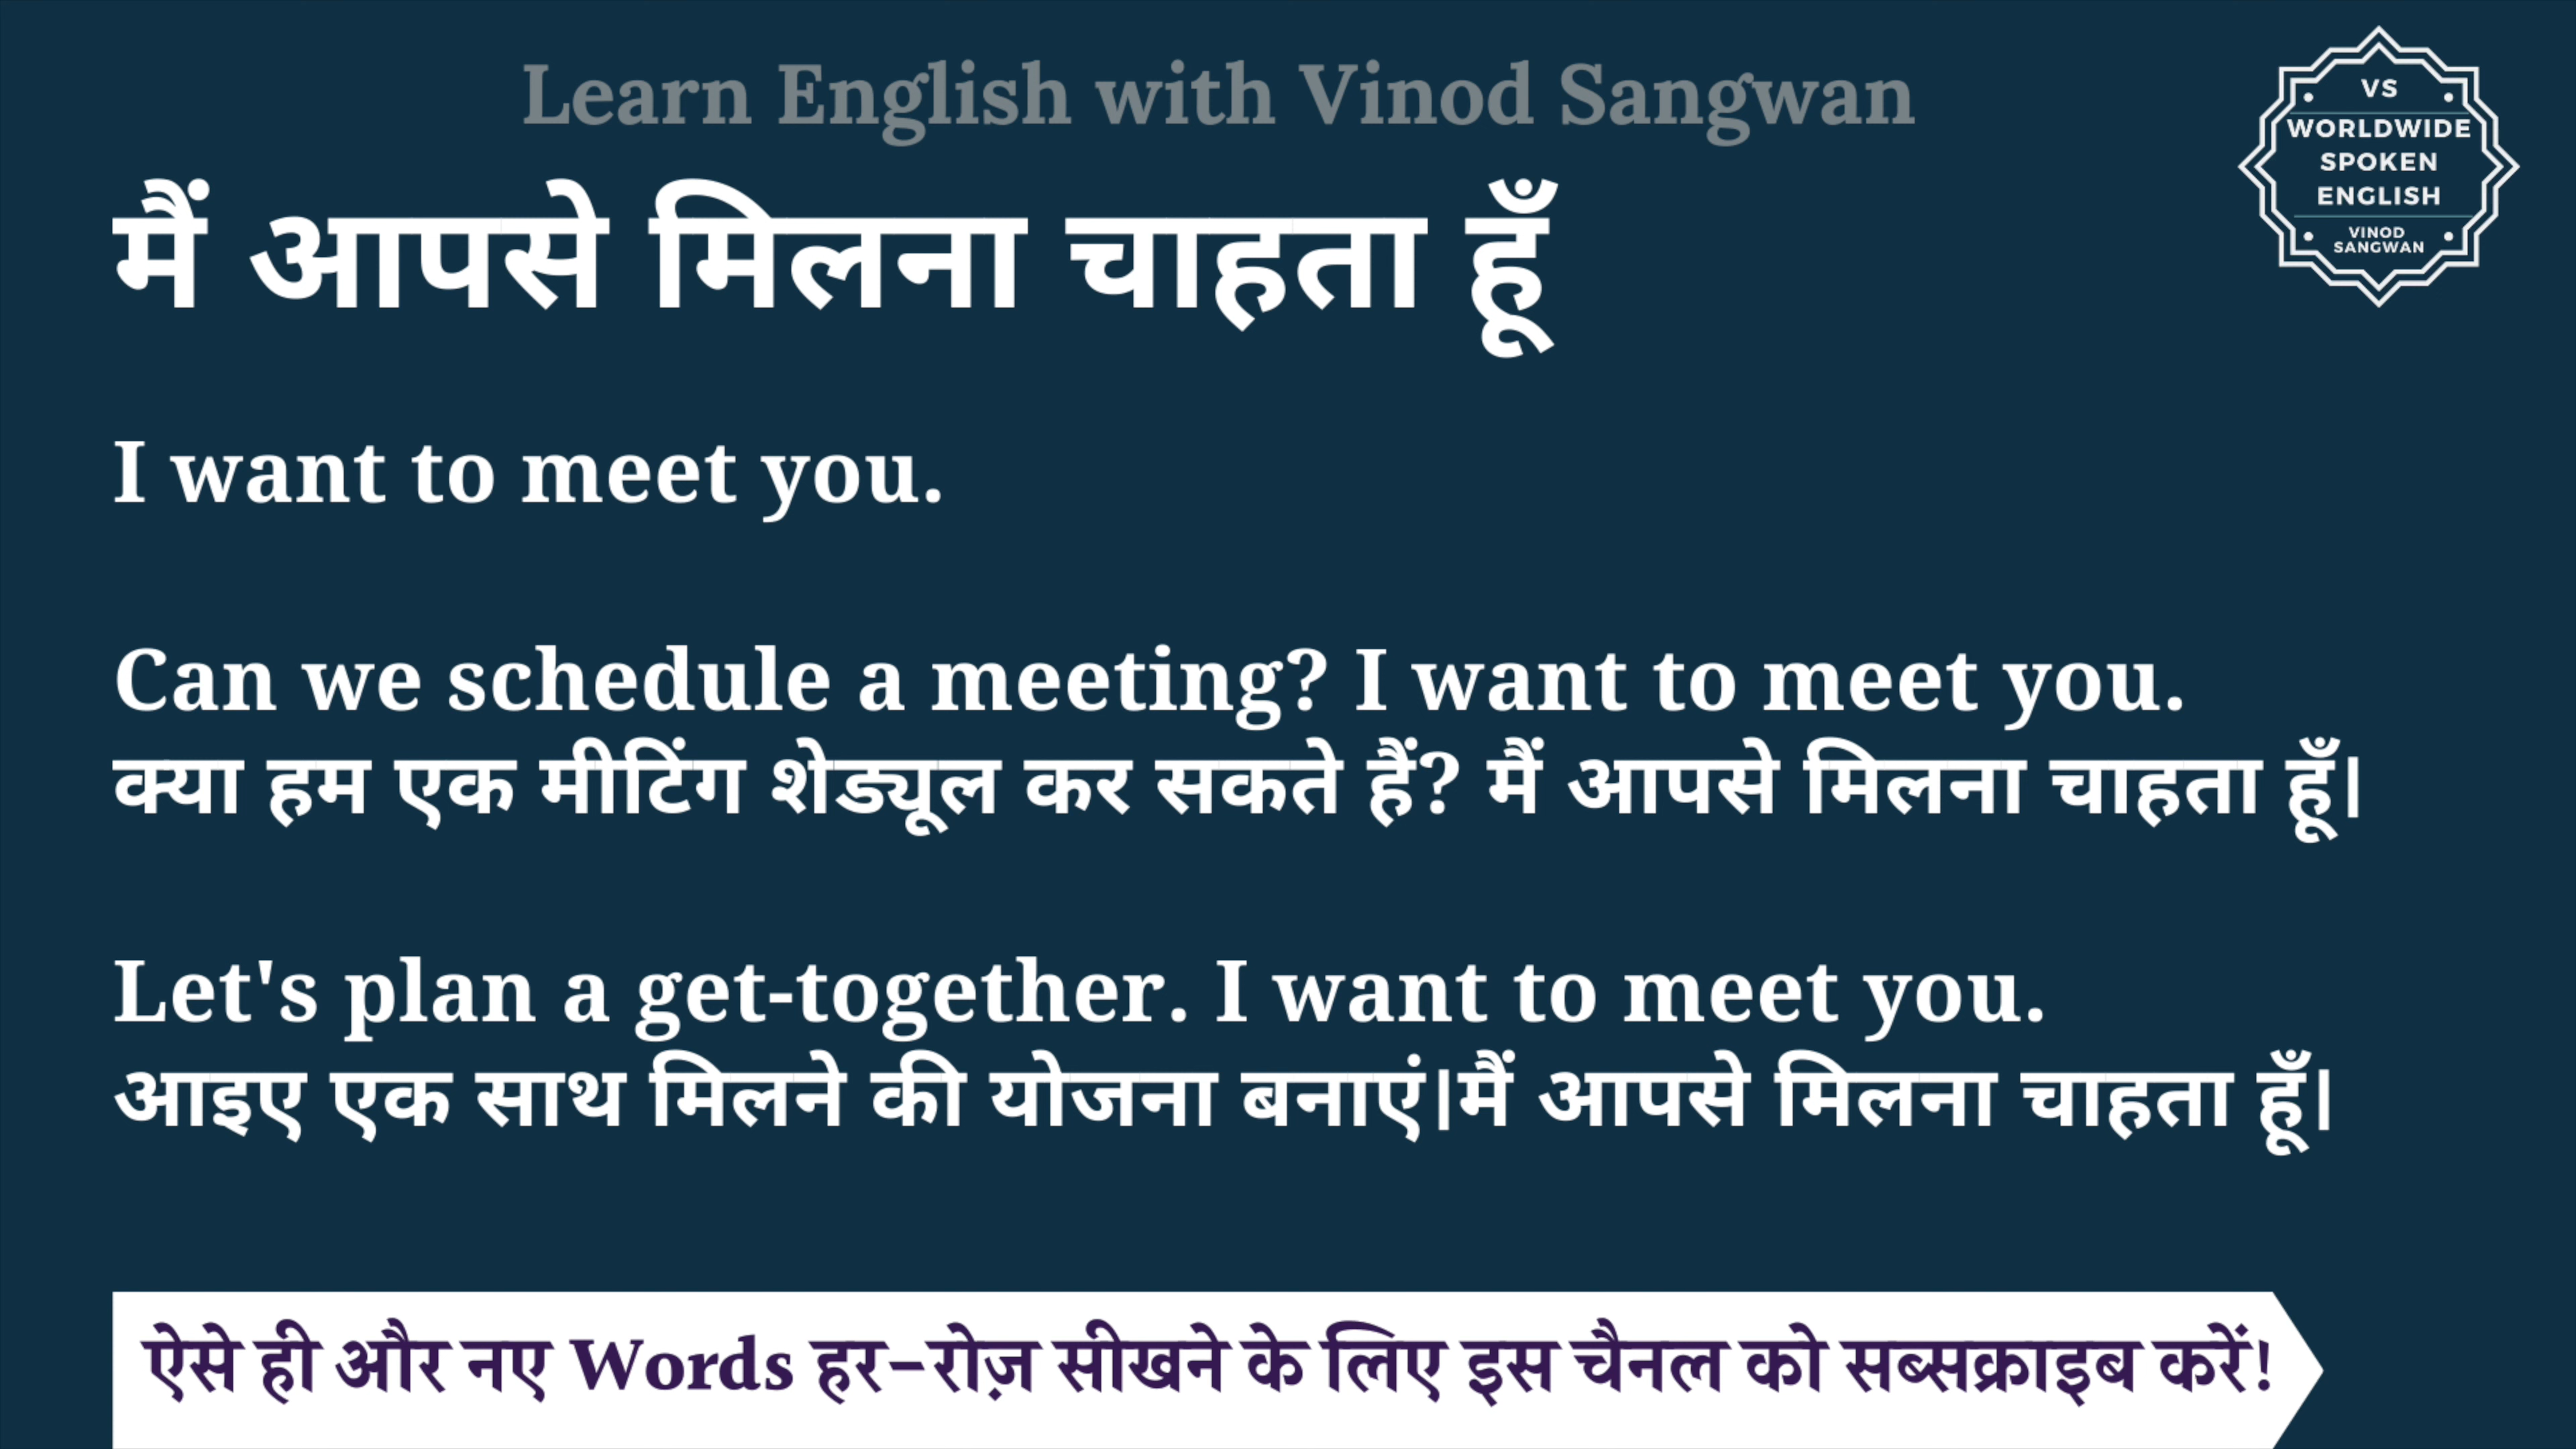 Learn English with Vinod Sangwan
VS
WORLDWIDE
SPOKEN
ENGLISH
VINOD
SANGWAN
मैं आपसे मिलना चाहता हूँ
I want to meet you.
Can we schedule a meeting? I want to meet you.
क्या हम एक मीटिंग शेड्यूल कर सकते हैं? मैं आपसे मिलना चाहता हूँ।
Let's plan a get-together. I want to meet you.
आइए एक साथ मिलने की योजना बनाएं।मैं आपसे मिलना चाहता हूँ।
ऐसे ही और नए Words हर-रोज़ सीखने के लिए इस चैनल को सब्सक्राइब करें!